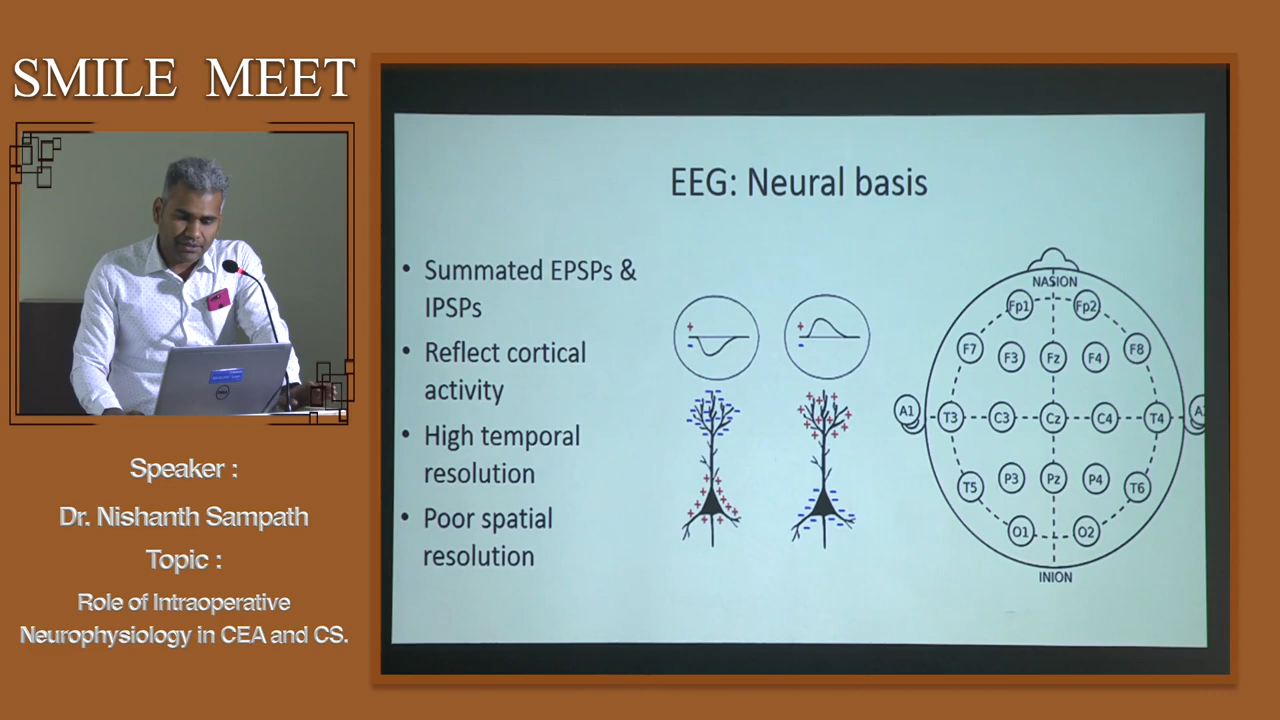 SMILE MEET
Speaker :
Dr. Nishanth Sampath
Topic :
Role of Intraoperative
Neurophysiology in CEA and CS.
EEG: Neural basis
• Summated EPSPs &
IPSPs
• Reflect cortical
activity
• High temporal
resolution
• Poor spatial
resolution
+
-
+
-
NASION
Fp1 Fp2
F7 F3 Fz F4 F8
A1 T3 C3 Cz C4 T4
T5 P3 Pz P4 T6
O1 O2
INION
DELL